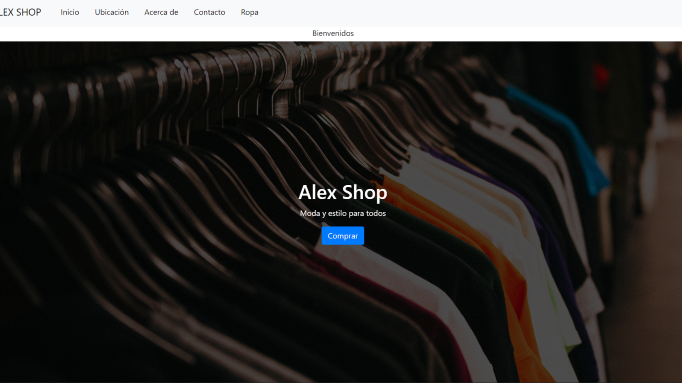 LEX SHOP Inicio Ubicación Acerca de Contacto Ropa
Bienvenidos
Alex Shop
Moda y estilo para todos
Comprar